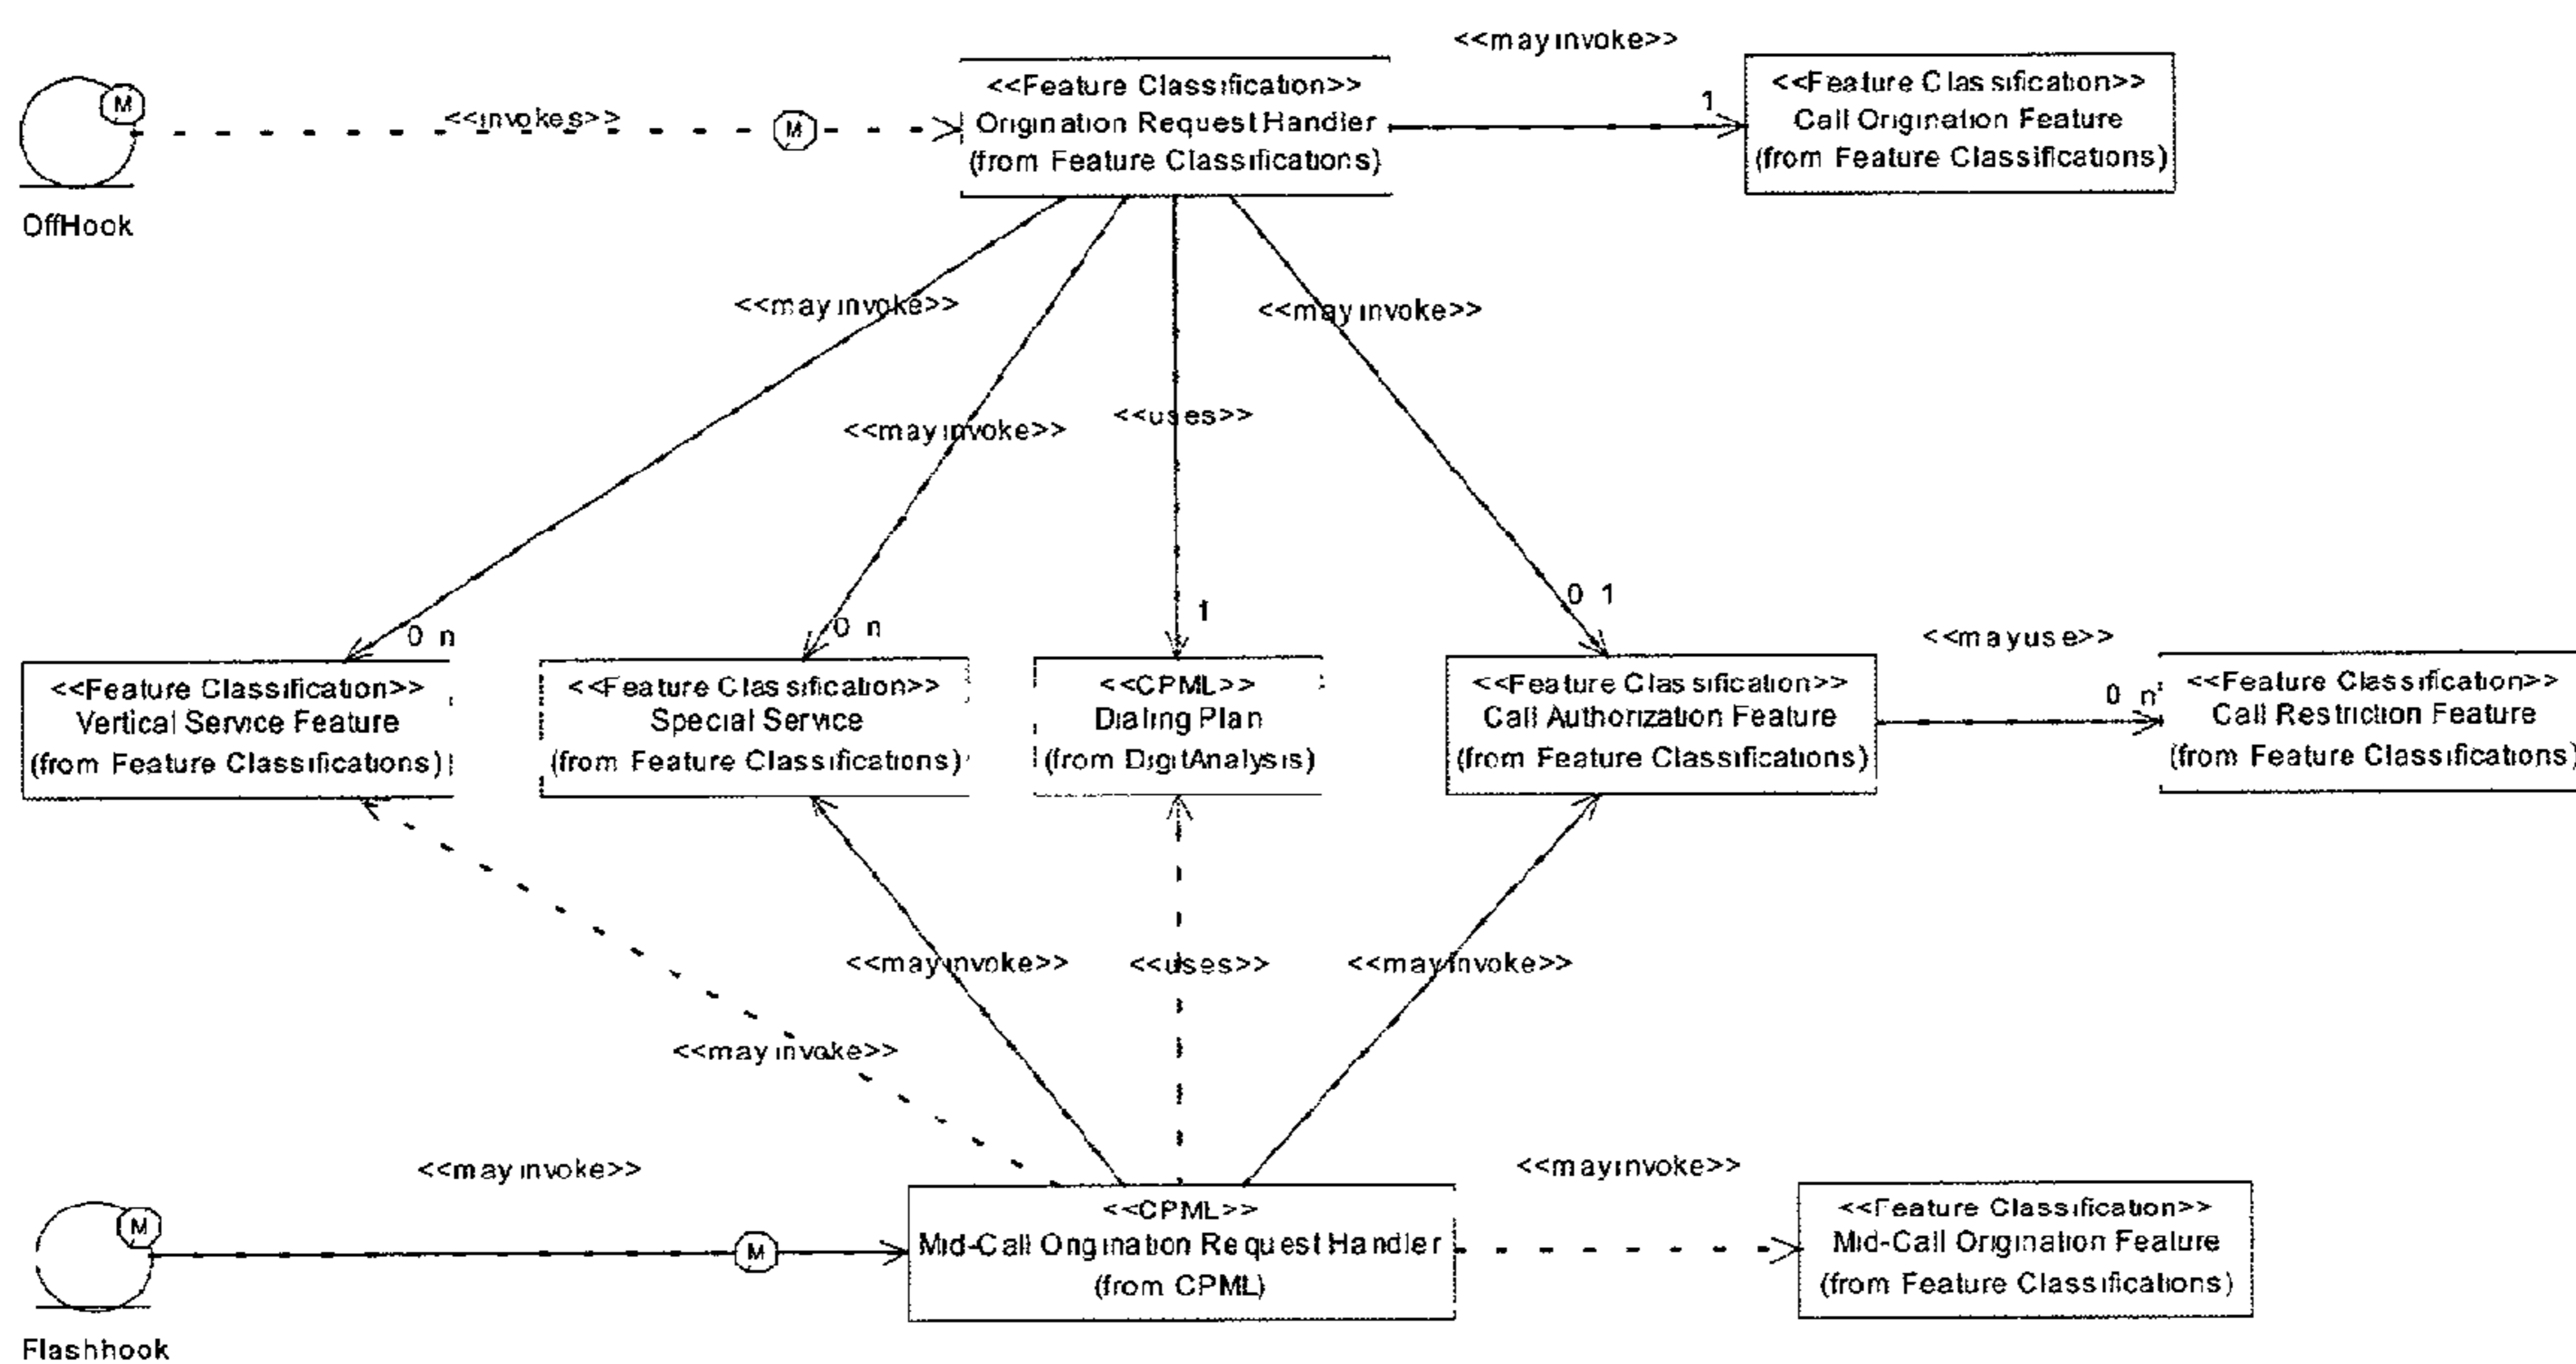 <<may invoke>>
<<Feature Classification>>
Origination Request Handler
(from Feature Classifications)
<<Feature Classification>>
Call Origination Feature
(from Feature Classifications)
M
<<invokes>>
M
1
OffHook
<<may invoke>>
<<may invoke>>
<<may invoke>>
<<uses>>
0 n
0 n
1
0 1
<<may use>>
0 n
<<Feature Classification>>
Vertical Service Feature
(from Feature Classifications)
<<Feature Classification>>
Special Service
(from Feature Classifications)
<<CPML>>
Dialing Plan
(from DigitAnalysis)
<<Feature Classification>>
Call Authorization Feature
(from Feature Classifications)
<<Feature Classification>>
Call Restriction Feature
(from Feature Classifications)
<<may invoke>>
<<uses>>
<<may invoke>>
<<may invoke>>
<<may invoke>>
<<may invoke>>
M
M
<<CPML>>
Mid-Call Origination Request Handler
(from CPML)
<<Feature Classification>>
Mid-Call Origination Feature
(from Feature Classifications)
Flashhook